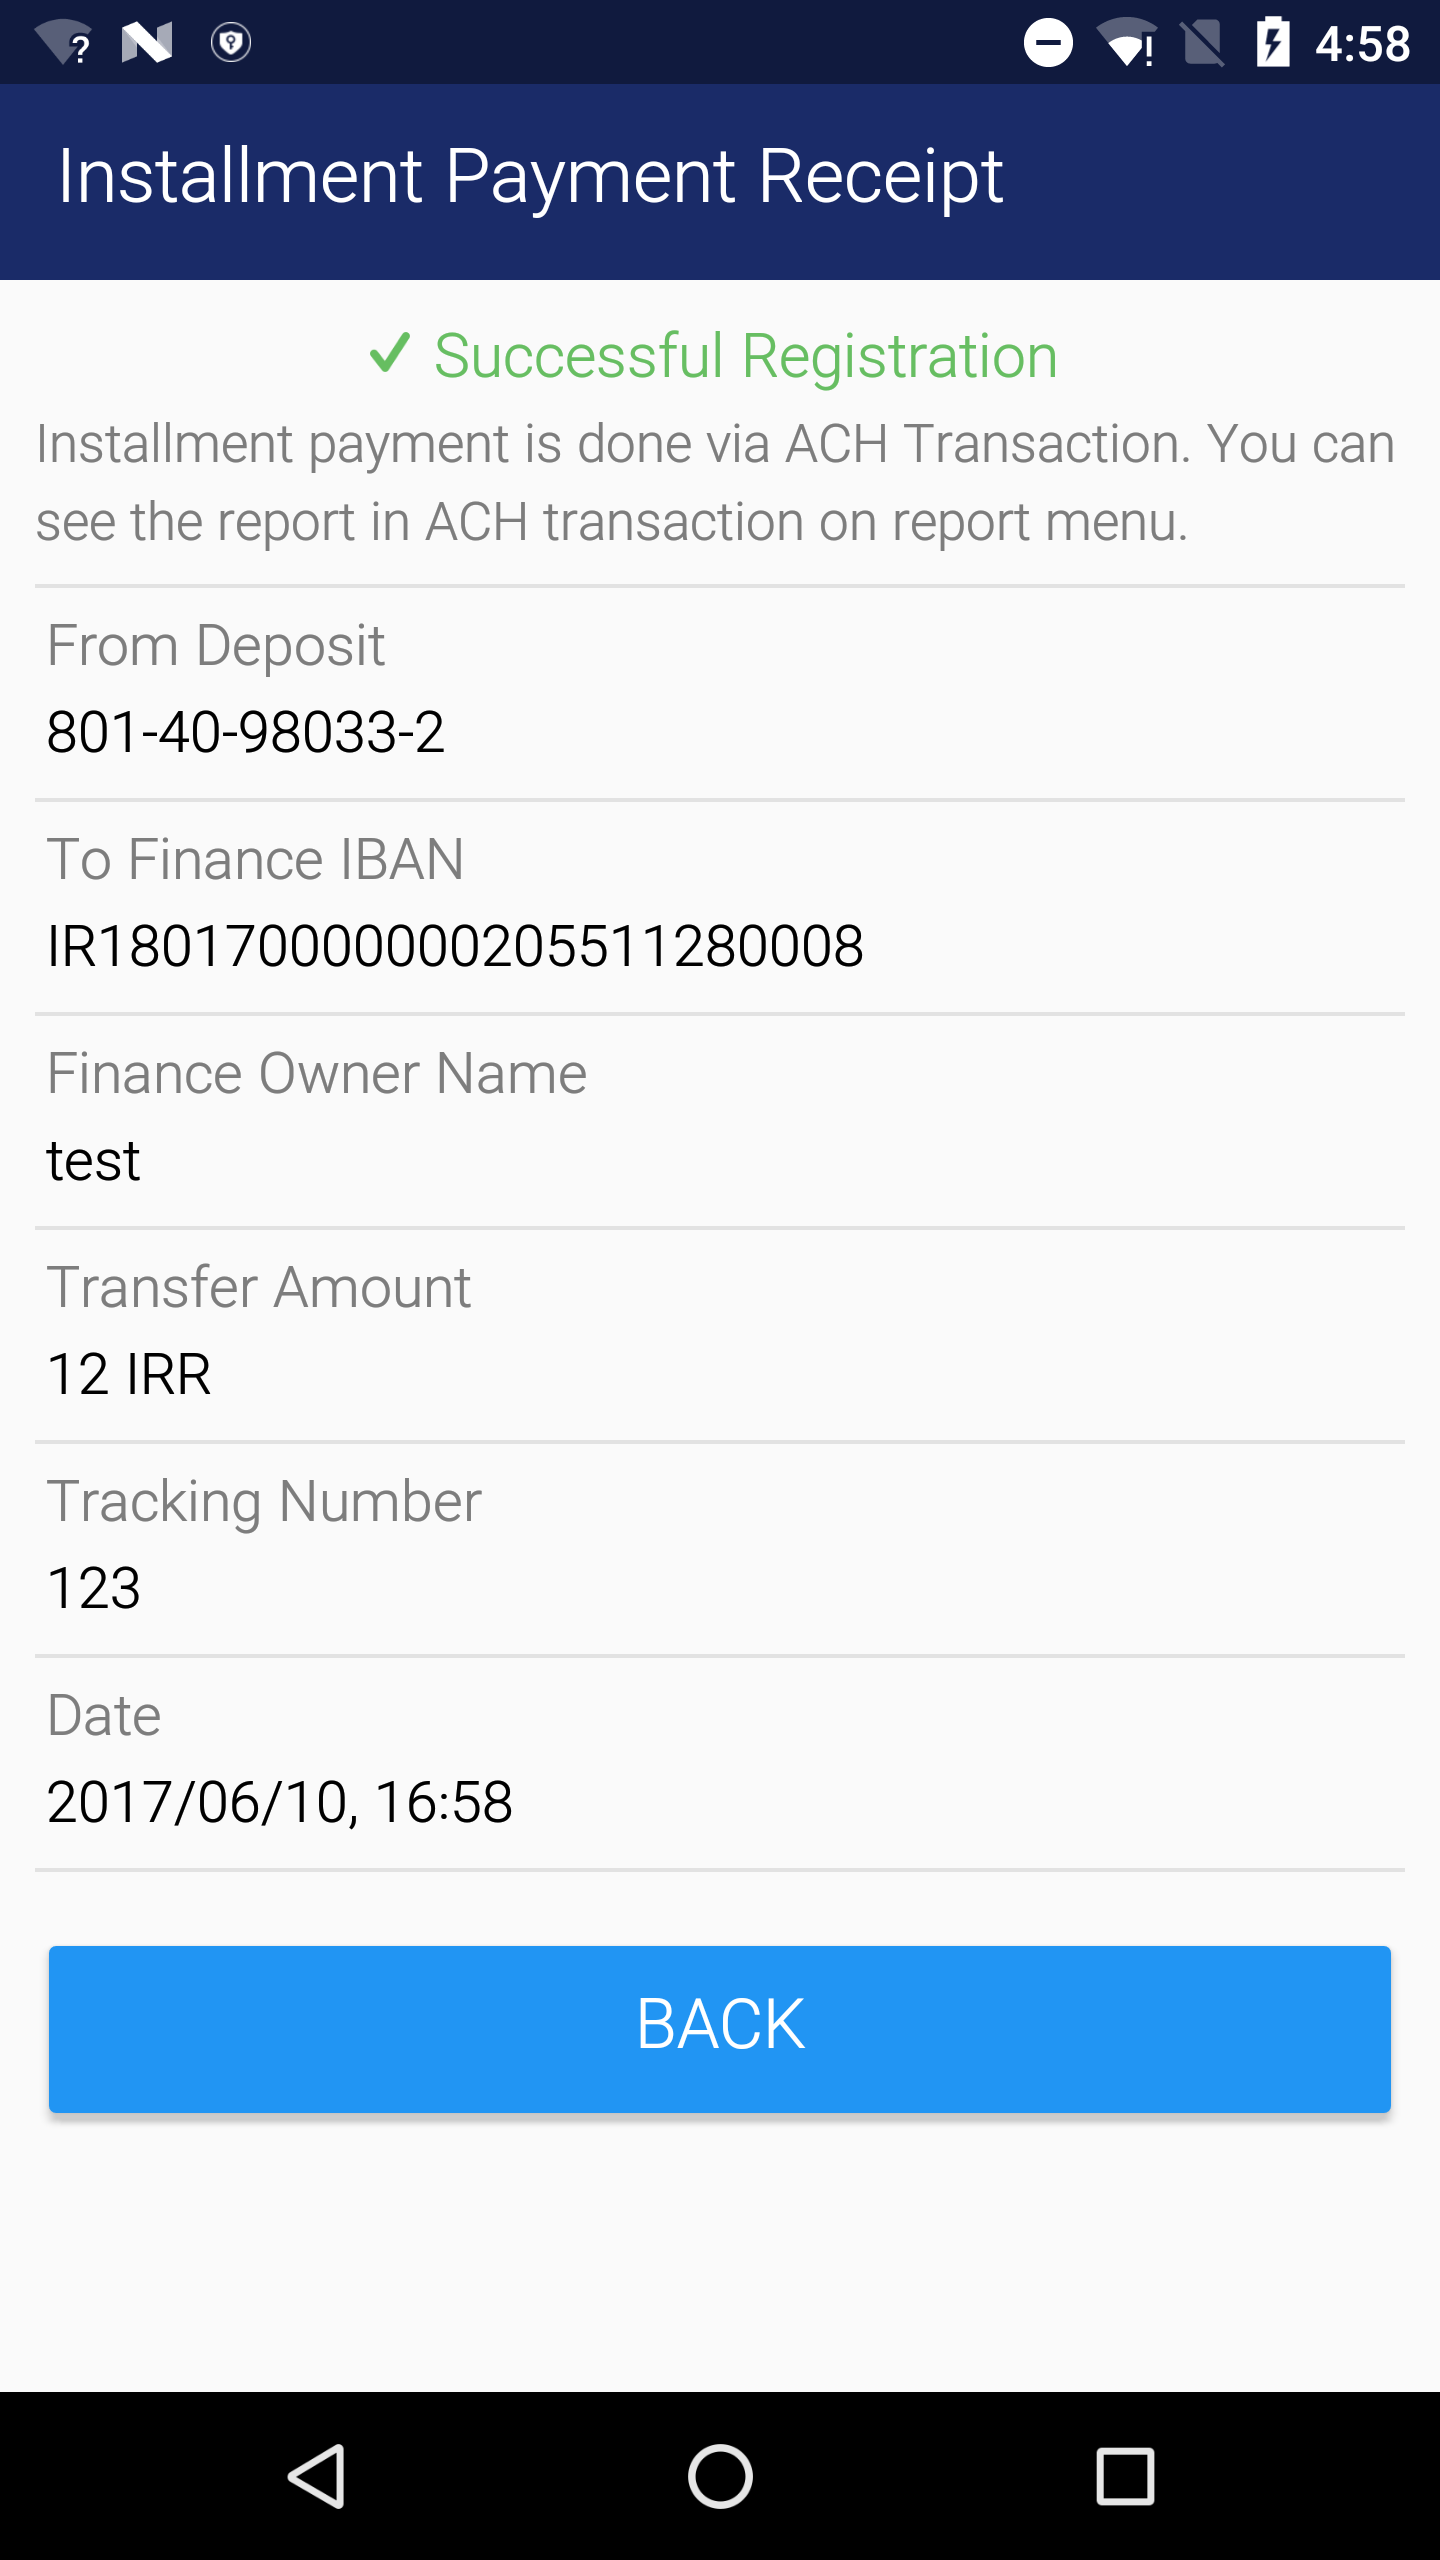 4:58
Installment Payment Receipt
Successful Registration
Installment payment is done via ACH Transaction. You can
see the report in ACH transaction on report menu.
From Deposit
801-40-98033-2
To Finance IBAN
IR180170000000205511280008
Finance Owner Name
test
Transfer Amount
12 IRR
Tracking Number
123
Date
2017/06/10, 16:58
BACK